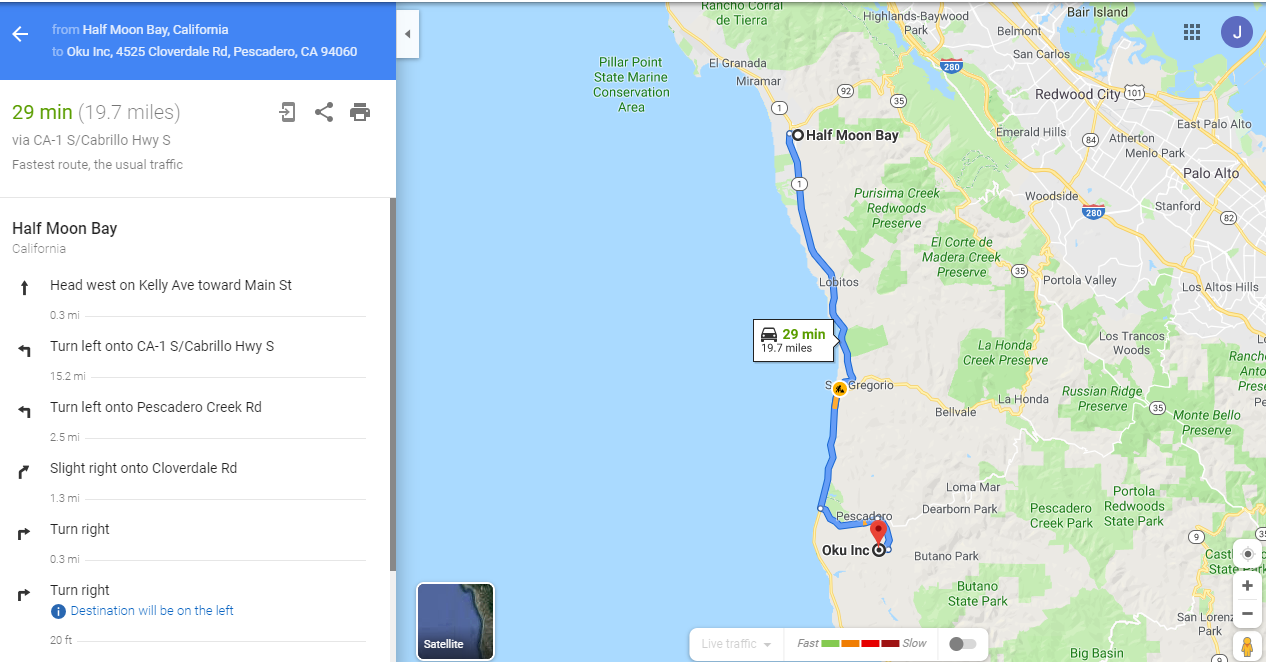 from Half Moon Bay, California
to Oku Inc, 4525 Cloverdale Rd, Pescadero, CA 94060
29 min (19.7 miles)
via CA-1 S/Cabrillo Hwy S
Fastest route, the usual traffic
Half Moon Bay
California
Head west on Kelly Ave toward Main St
0.3 mi
Turn left onto CA-1 S/Cabrillo Hwy S
15.2 mi
Turn left onto Pescadero Creek Rd
2.5 mi
Slight right onto Cloverdale Rd
1.3 mi
Turn right
0.3 mi
Turn right
Destination will be on the left
20 ft
Satellite
Rancho Corral
de Tierra
Highlands-Baywood
Park
Bair Island
J
Belmont
San Carlos
El Granada
Miramar
Pillar Point
State Marine
Conservation
Area
280
92
35
1
Redwood City
101
East Palo Alto
Half Moon Bay
Emerald Hills
84
Atherton
Menlo Park
Palo Alto
1
Purisima Creek
Redwoods
Preserve
Woodside
280
Stanford
82
El Corte de
Madera Creek
Preserve
35
Portola Valley
Los Altos Hills
Lobitos
29 min
19.7 miles
La Honda
Creek Preserve
Los Trancos
Woods
Gregorio
La Honda
Bellvale
Russian Ridge
Preserve
35
Monte Bello
Preserve
Loma Mar
Dearborn Park
Pescadero
Pescadero
Creek Park
Portola
Redwoods
State Park
Oku Inc
Butano Park
9
35
Butano
State Park
San Lorenz
Park
9
Big Basin
Live traffic
Fast
Slow